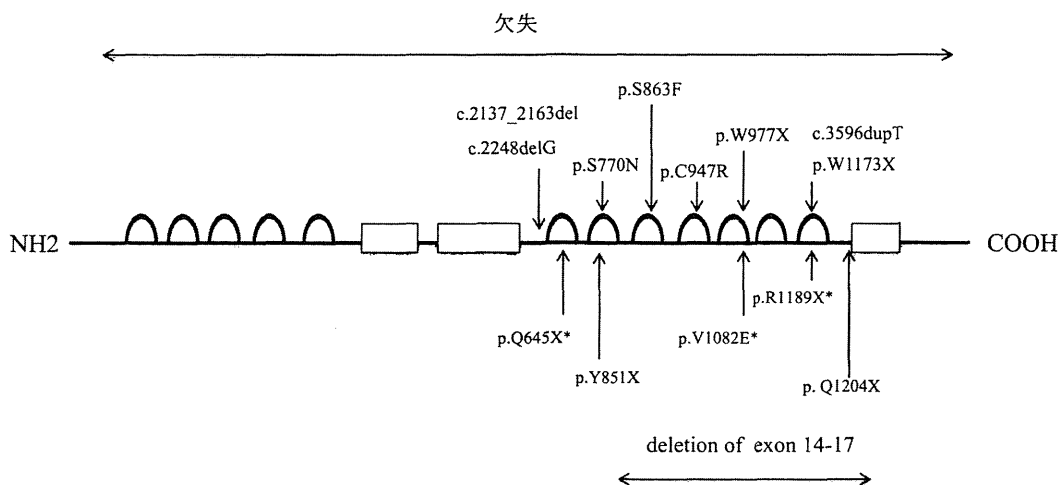 欠失
p.S863F
c.2137_2163del
c.2248delG
p.S770N
p.C947R
p.W977X
c.3596dupT
p.W1173X
NH2
COOH
p.Q645X*
p.Y851X
p.V1082E*
p.R1189X*
p. Q1204X
deletion of exon 14-17